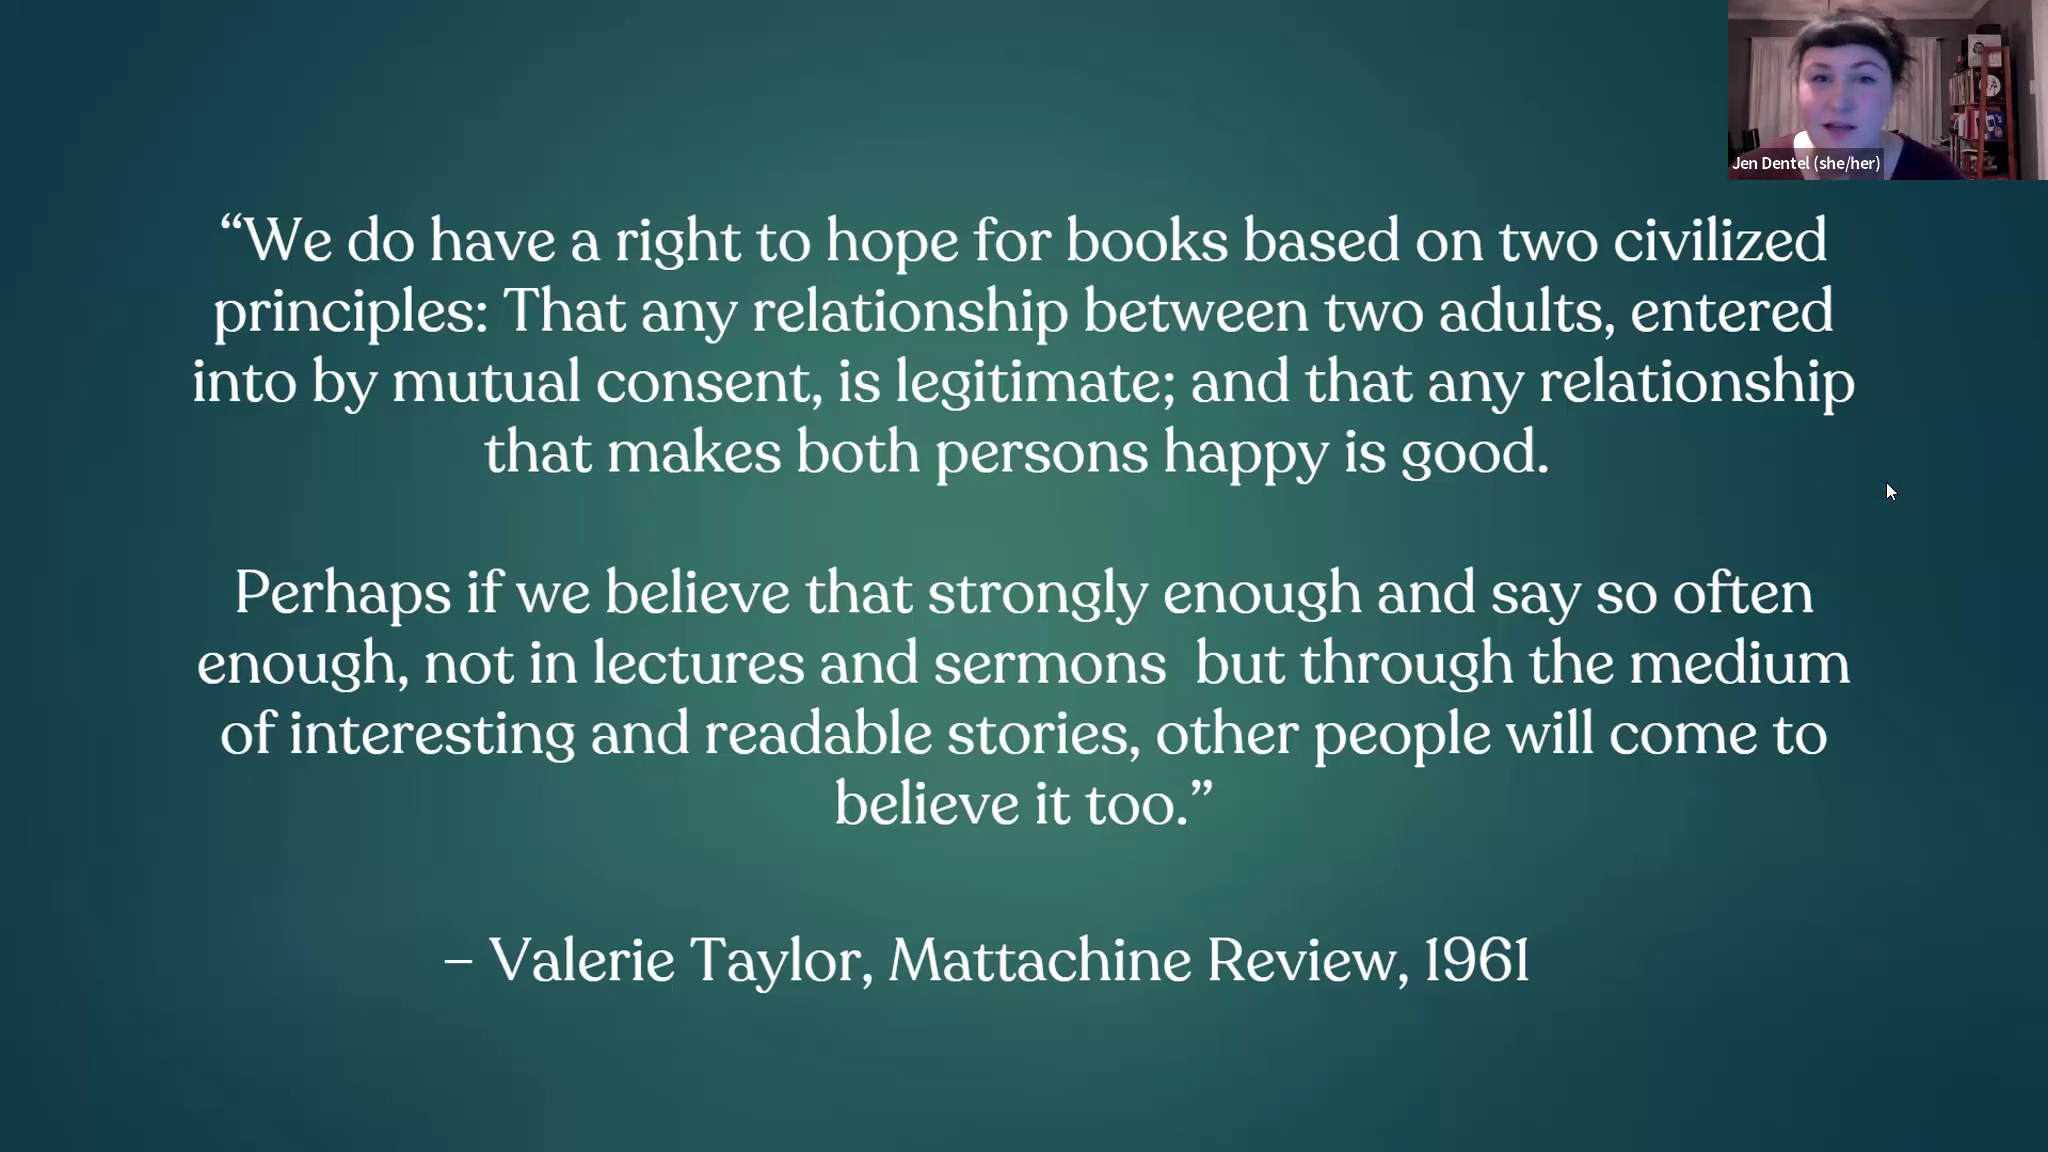 Jen Dentel (she/her)
“We do have a right to hope for books based on two civilized
principles: That any relationship between two adults, entered
into by mutual consent, is legitimate; and that any relationship
that makes both persons happy is good.
Perhaps if we believe that strongly enough and say so often
enough, not in lectures and sermons  but through the medium
of interesting and readable stories, other people will come to
believe it too.”
– Valerie Taylor, Mattachine Review, 1961